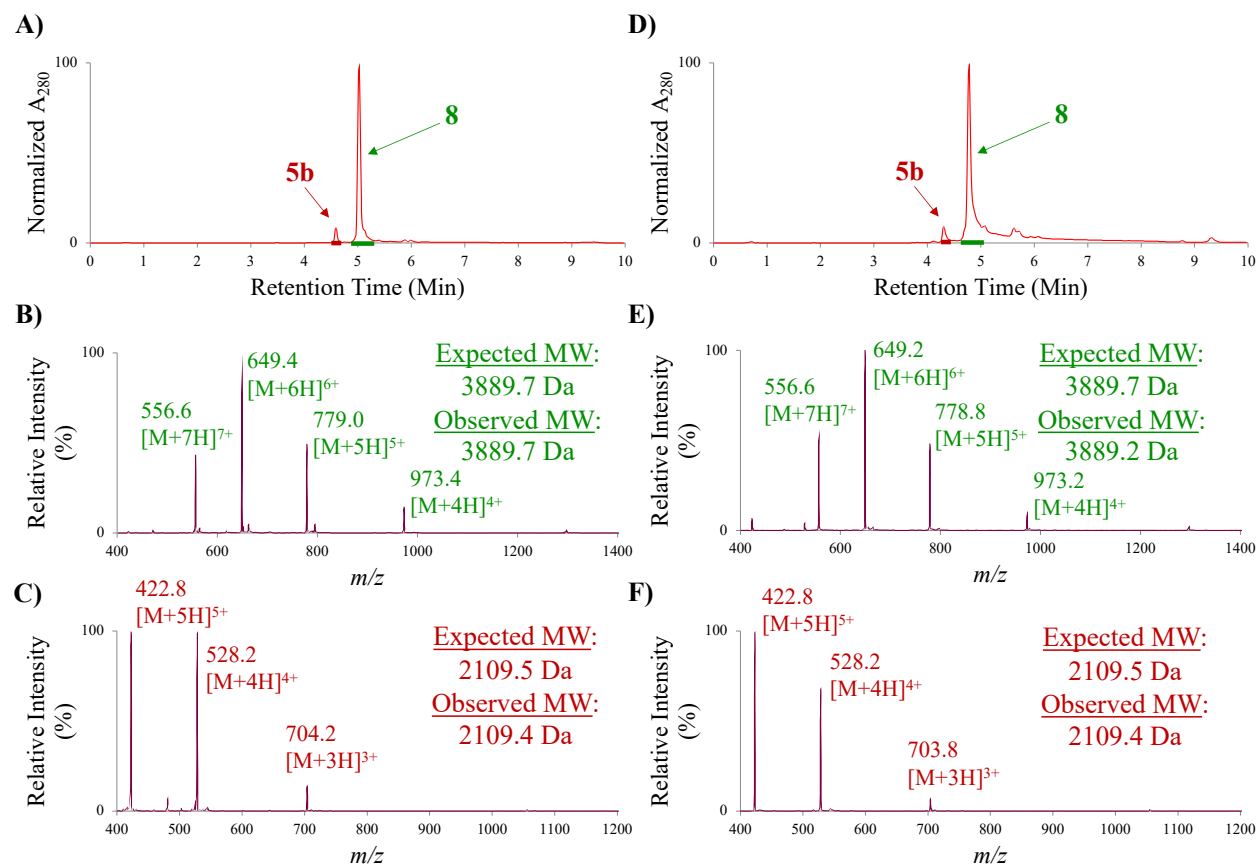 A)
Normalized A280
100
0
5b
8
0 1 2 3 4 5 6 7 8 9 10
Retention Time (Min)
D)
Normalized A280
100
0
5b
8
0 1 2 3 4 5 6 7 8 9 10
Retention Time (Min)
B)
Relative Intensity
(%)
100
0
556.6
[M+7H]7+
649.4
[M+6H]6+
779.0
[M+5H]5+
973.4
[M+4H]4+
Expected MW:
3889.7 Da
Observed MW:
3889.7 Da
400 600 800 1000 1200 1400
m/z
E)
Relative Intensity
(%)
100
0
556.6
[M+7H]7+
649.2
[M+6H]6+
778.8
[M+5H]5+
973.2
[M+4H]4+
Expected MW:
3889.7 Da
Observed MW:
3889.2 Da
400 600 800 1000 1200 1400
m/z
C)
Relative Intensity
(%)
100
0
422.8
[M+5H]5+
528.2
[M+4H]4+
704.2
[M+3H]3+
Expected MW:
2109.5 Da
Observed MW:
2109.4 Da
400 500 600 700 800 900 1000 1100 1200
m/z
F)
Relative Intensity
(%)
100
0
422.8
[M+5H]5+
528.2
[M+4H]4+
703.8
[M+3H]3+
Expected MW:
2109.5 Da
Observed MW:
2109.4 Da
400 500 600 700 800 900 1000 1100 1200
m/z